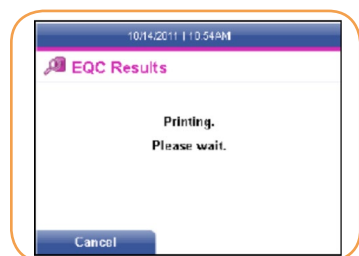 10/14/2011 | 10:54AM
EQC Results
Printing.
Please wait.
Cancel